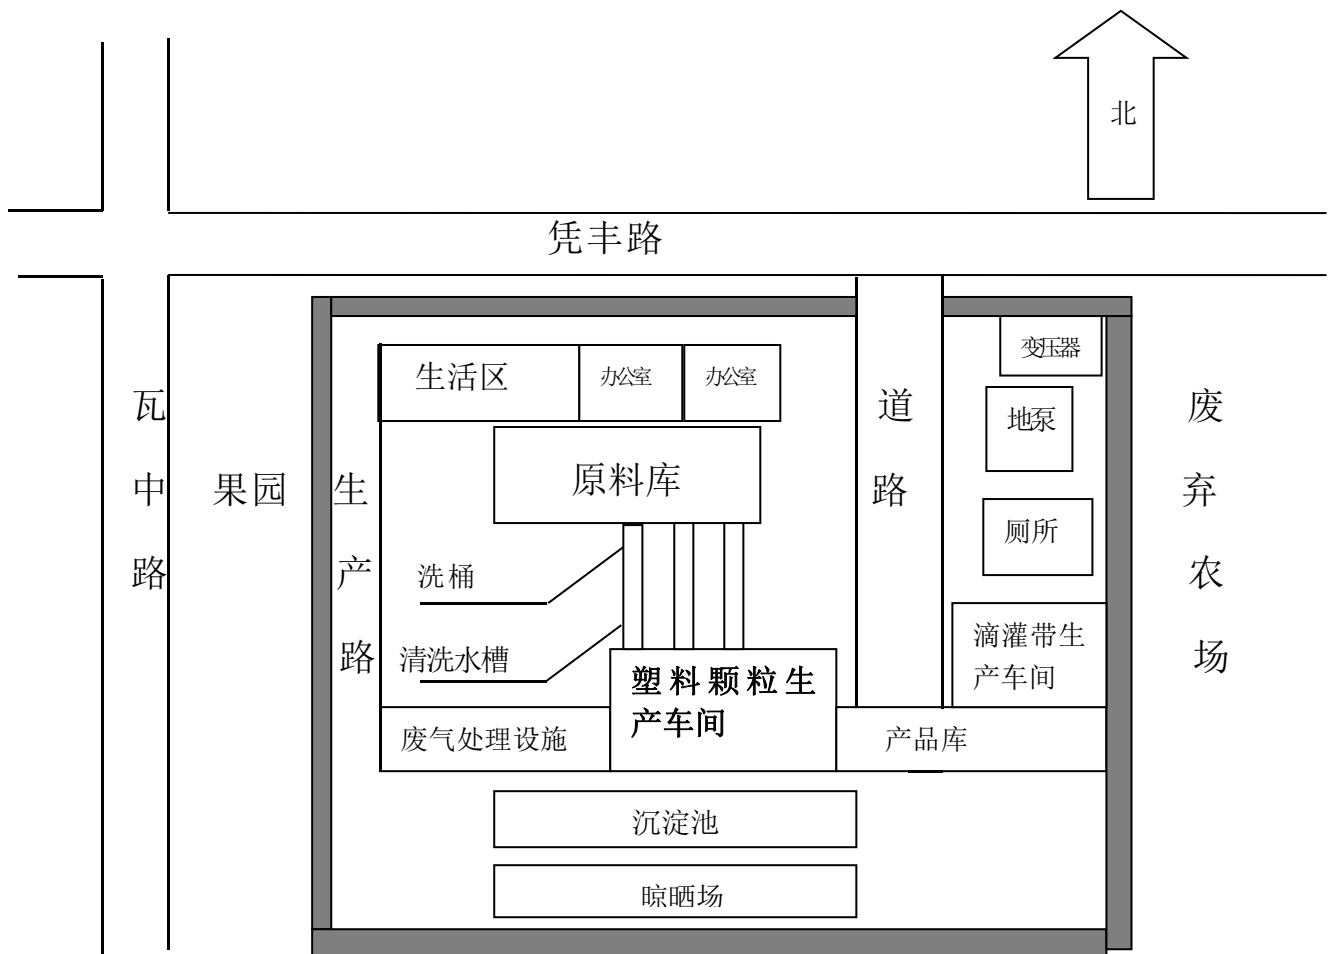 北
凭丰路
变压器
生活区
办公室
办公室
地泵
瓦中路
果园
生产路
道路
废弃农场
原料库
厕所
洗桶
清洗水槽
滴灌带生
产车间
塑料颗粒生
产车间
废气处理设施
产品库
沉淀池
晾晒场